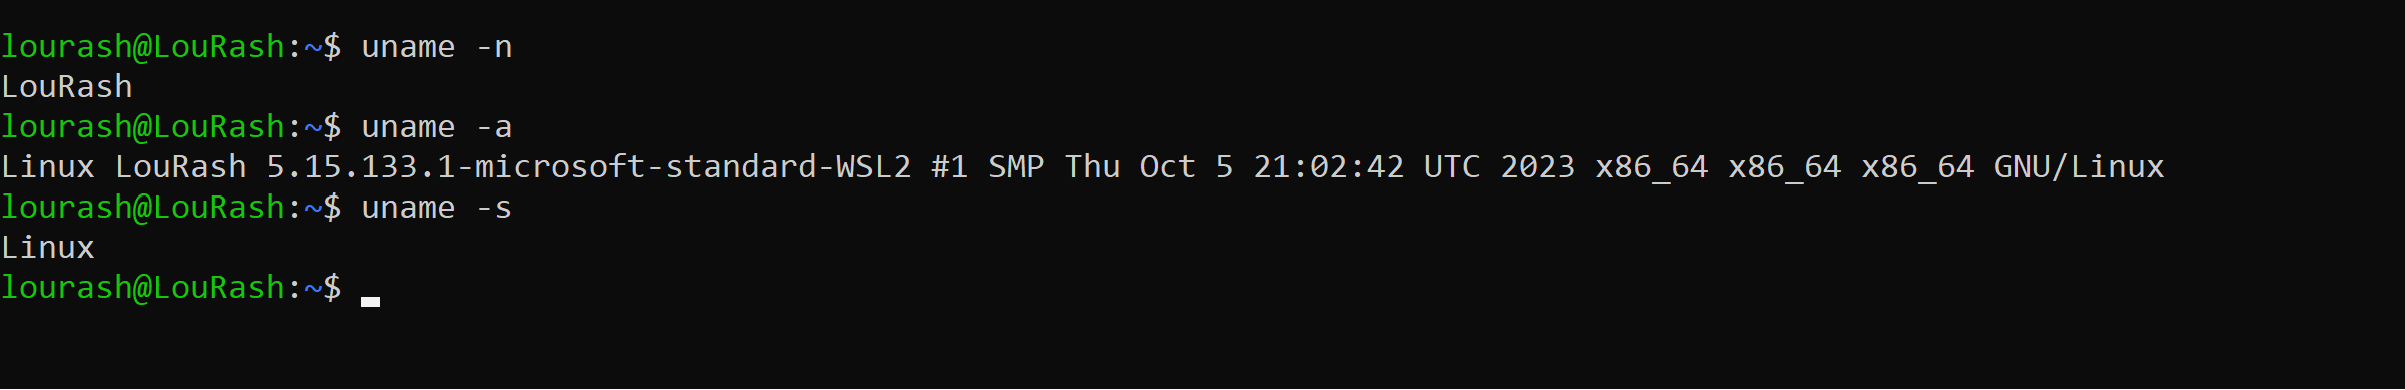 lourash@LouRash:~$ uname -n
LouRash
lourash@LouRash:~$ uname -a
Linux LouRash 5.15.133.1-microsoft-standard-WSL2 #1 SMP Thu Oct 5 21:02:42 UTC 2023 x86_64 x86_64 x86_64 GNU/Linux
lourash@LouRash:~$ uname -s
Linux
lourash@LouRash:~$